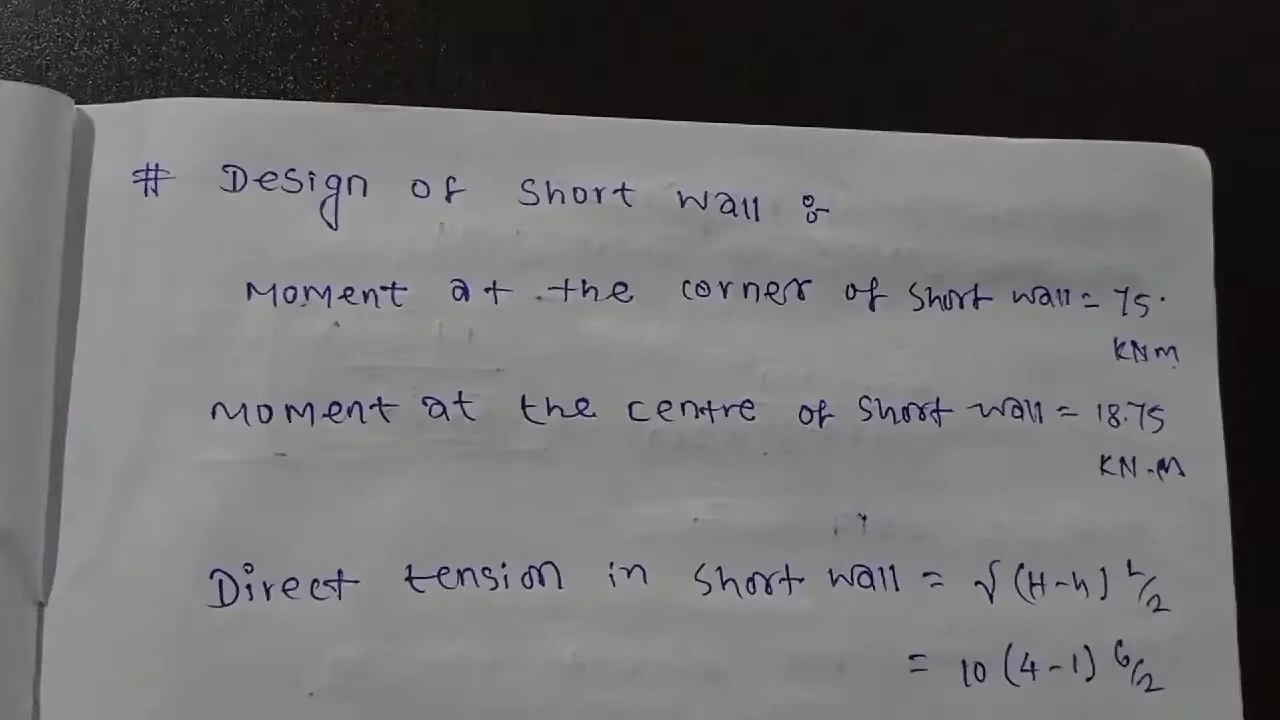 # Design of short wall :-
Moment at the corner of short wall = 75.
KNm
Moment at the centre of short wall = 18.75
KN-M
Direct tension in short wall = √(H-h) L/2
= 10 (4-1) 6/2